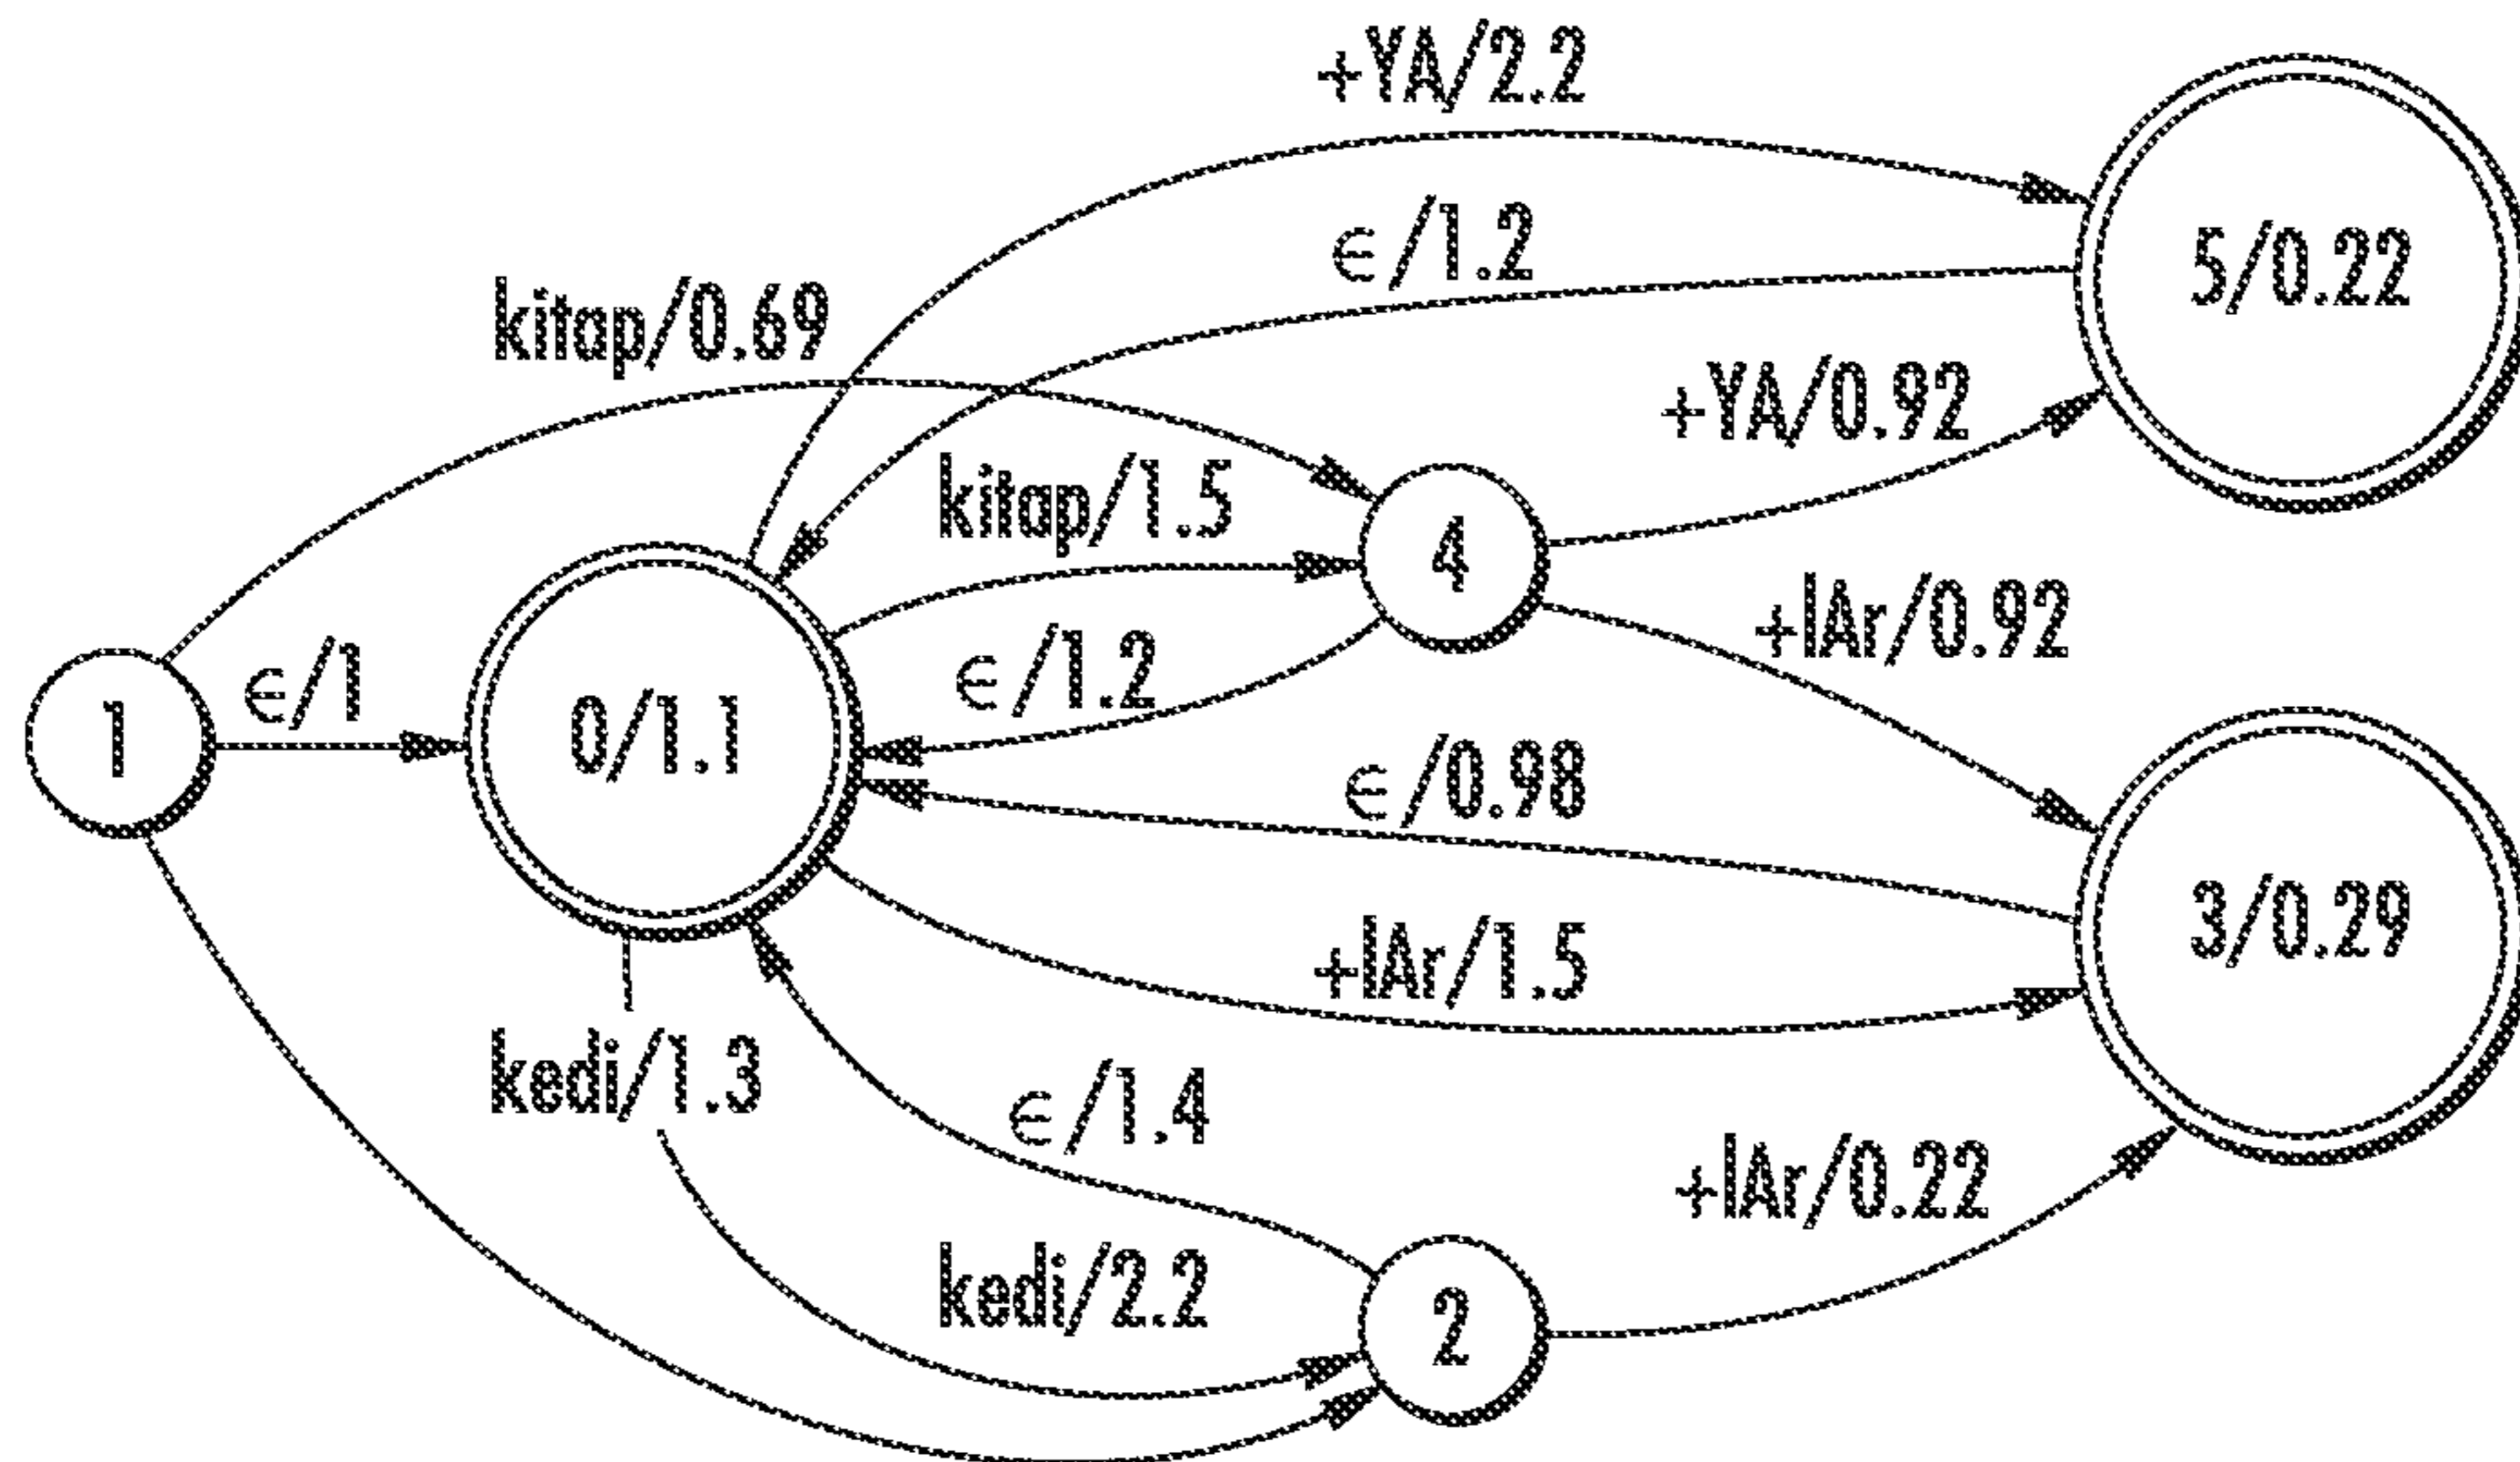 +YA/2.2
ϵ/1.2
5/0.22
kitap/0.69
+YA/0.92
kitap/1.5
4
+lAr/0.92
ϵ/1
ϵ/1.2
1
0/1.1
ϵ/0.98
3/0.29
+lAr/1.5
kedi/1.3
ϵ/1.4
+lAr/0.22
kedi/2.2
2